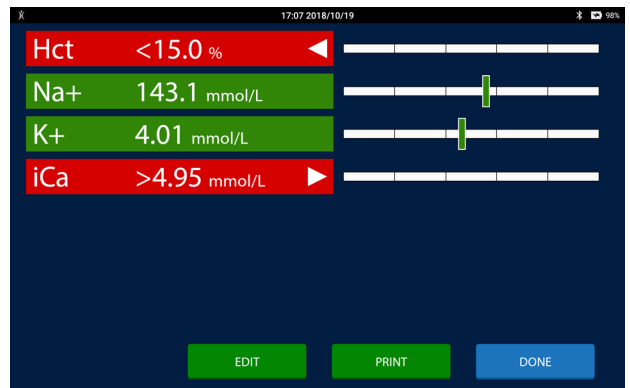 17:07 2018/10/19 98%
Hct <15.0 %
Na+ 143.1 mmol/L
K+ 4.01 mmol/L
iCa >4.95 mmol/L
EDIT PRINT DONE